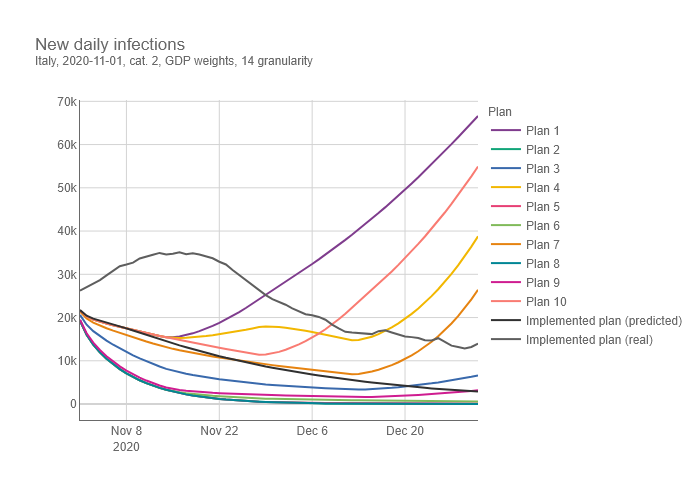 New daily infections
Italy, 2020-11-01, cat. 2, GDP weights, 14 granularity
70k
60k
50k
40k
30k
20k
10k
0
Nov 8
2020
Nov 22
Dec 6
Dec 20
Plan
Plan 1
Plan 2
Plan 3
Plan 4
Plan 5
Plan 6
Plan 7
Plan 8
Plan 9
Plan 10
Implemented plan (predicted)
Implemented plan (real)